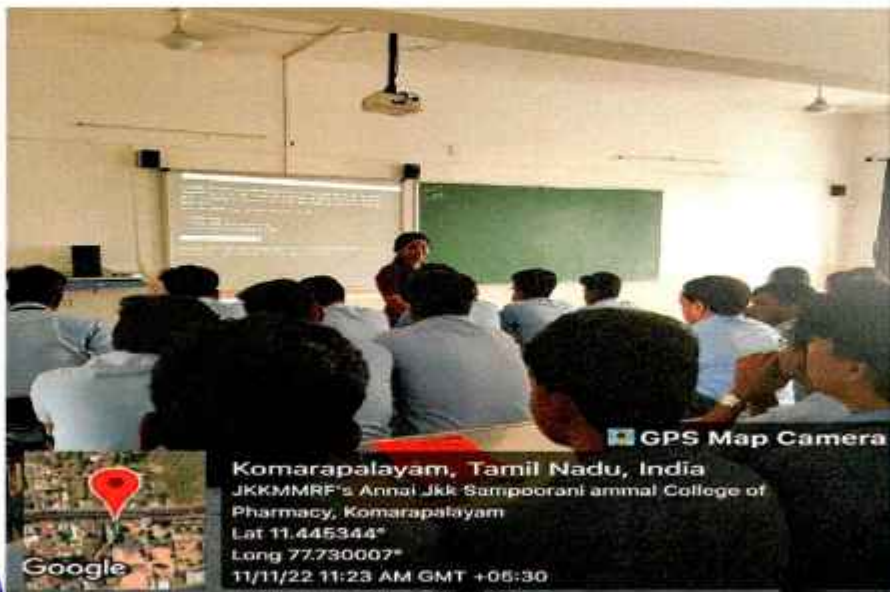 GPS Map Camera
Komarapalayam, Tamil Nadu, India
JKKMMRF's Annai Jkk Sampoorani ammal College of
Pharmacy, Komarapalayam
Lat 11.445344°
Long 77.730007°
11/11/22 11:23 AM GMT +05:30
Google